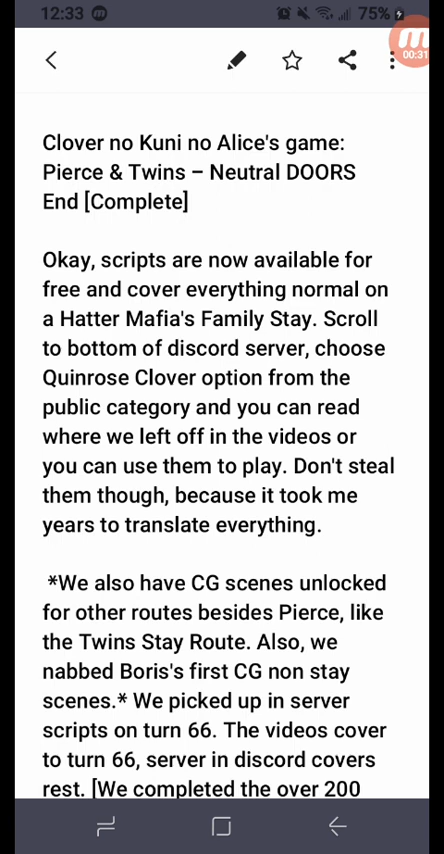 12:33
75%
00:31
Clover no Kuni no Alice's game:
Pierce & Twins – Neutral DOORS
End [Complete]
Okay, scripts are now available for
free and cover everything normal on
a Hatter Mafia's Family Stay. Scroll
to bottom of discord server, choose
Quinrose Clover option from the
public category and you can read
where we left off in the videos or
you can use them to play. Don't steal
them though, because it took me
years to translate everything.
*We also have CG scenes unlocked
for other routes besides Pierce, like
the Twins Stay Route. Also, we
nabbed Boris's first CG non stay
scenes.* We picked up in server
scripts on turn 66. The videos cover
to turn 66, server in discord covers
rest. [We completed the over 200